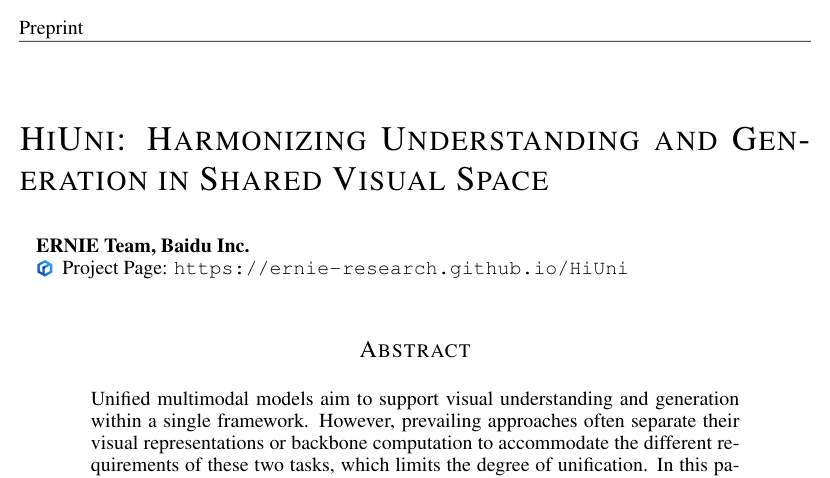 Preprint
HIUNI: HARMONIZING UNDERSTANDING AND GEN-
ERATION IN SHARED VISUAL SPACE
ERNIE Team, Baidu Inc.
Project Page: https://ernie-research.github.io/HiUni
ABSTRACT
Unified multimodal models aim to support visual understanding and generation
within a single framework. However, prevailing approaches often separate their
visual representations or backbone computation to accommodate the different re-
quirements of these two tasks, which limits the degree of unification. In this pa-